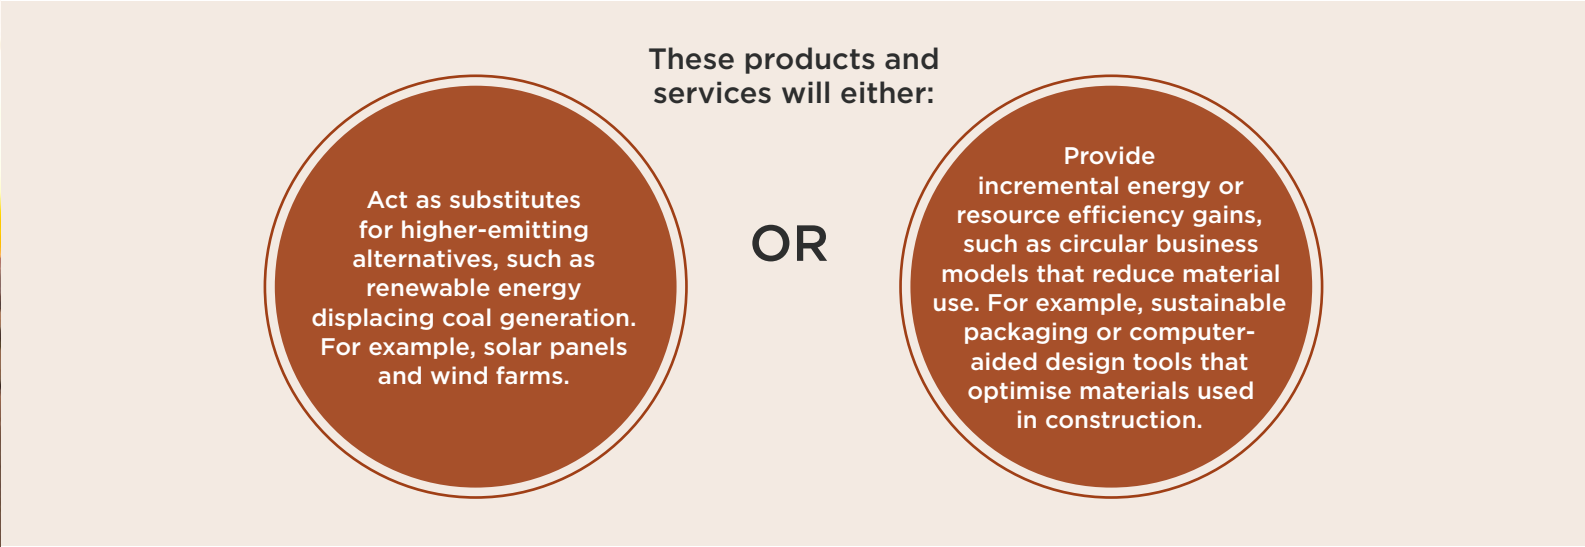 These products and
services will either:
Act as substitutes
for higher-emitting
alternatives, such as
renewable energy
displacing coal generation.
For example, solar panels
and wind farms.
OR
Provide
incremental energy or
resource efficiency gains,
such as circular business
models that reduce material
use. For example, sustainable
packaging or computer-
aided design tools that
optimise materials used
in construction.